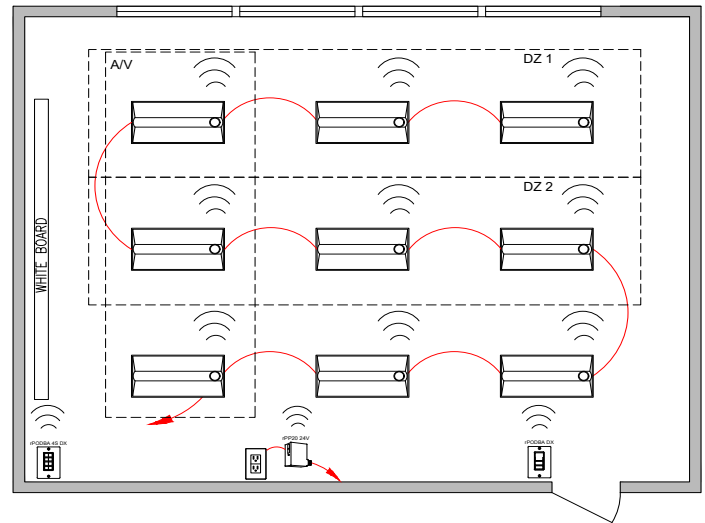 A/V
DZ 1
DZ 2
WHITE BOARD
rPODBA 4S DX
rPP20 24V
rPODBA DX